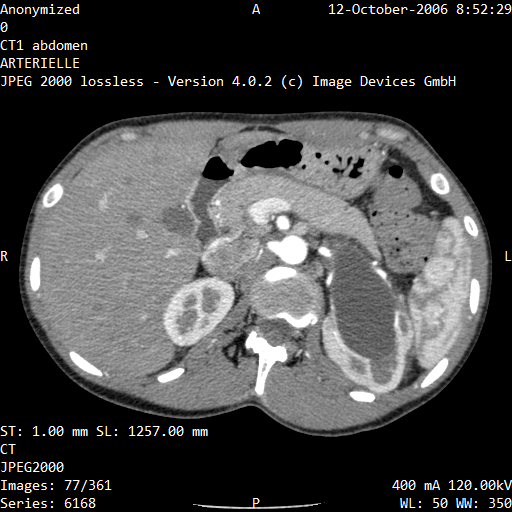 Anonymized A 12-October-2006 8:52:29
0
CT1 abdomen
ARTERIELLE
JPEG 2000 lossless - Version 4.0.2 (c) Image Devices GmbH
R L
ST: 1.00 mm SL: 1257.00 mm
CT
JPEG2000
Images: 77/361 400 mA 120.00kV
Series: 6168 P WL: 50 WW: 350